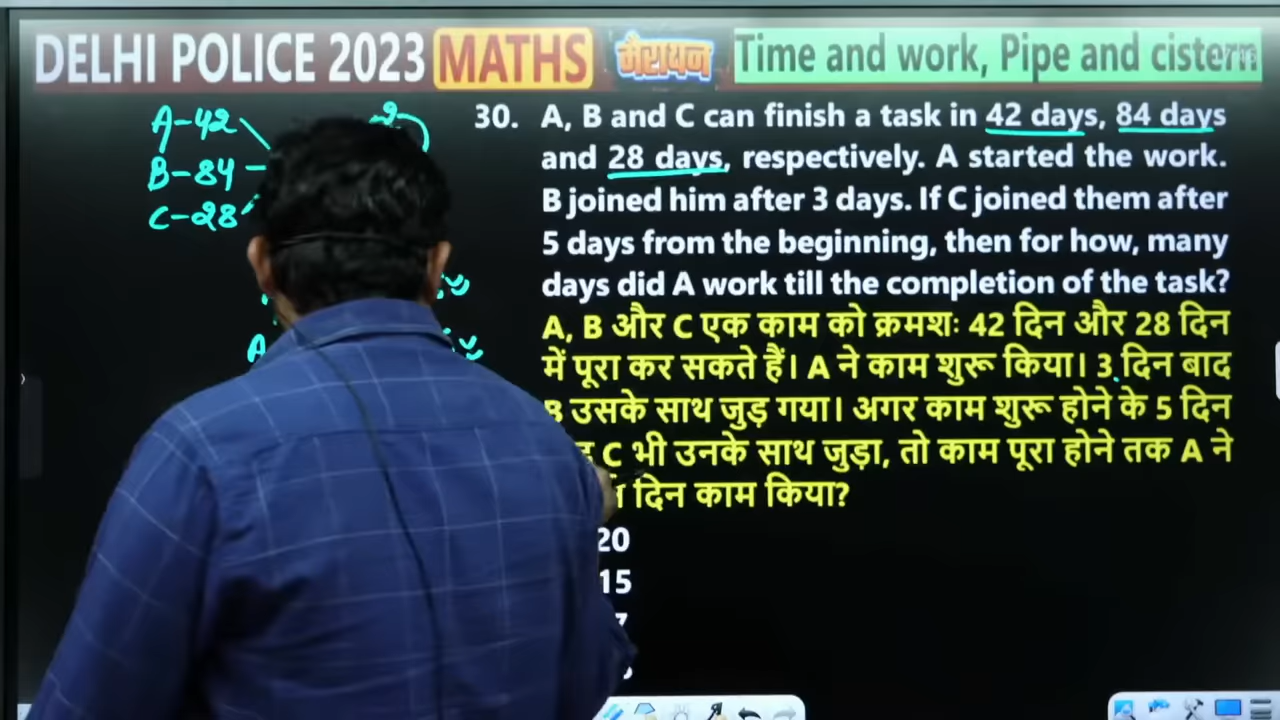 DELHI POLICE 2023 MATHS मैरायन Time and work, Pipe and cistern
A-42
B-84
C-28
2
A
30. A, B and C can finish a task in 42 days, 84 days
and 28 days, respectively. A started the work.
B joined him after 3 days. If C joined them after
5 days from the beginning, then for how, many
days did A work till the completion of the task?
A, B और C एक काम को क्रमशः 42 दिन और 28 दिन
में पूरा कर सकते हैं। A ने काम शुरू किया। 3 दिन बाद
B उसके साथ जुड़ गया। अगर काम शुरू होने के 5 दिन
C भी उनके साथ जुड़ा, तो काम पूरा होने तक A ने
दिन काम किया?
20
15